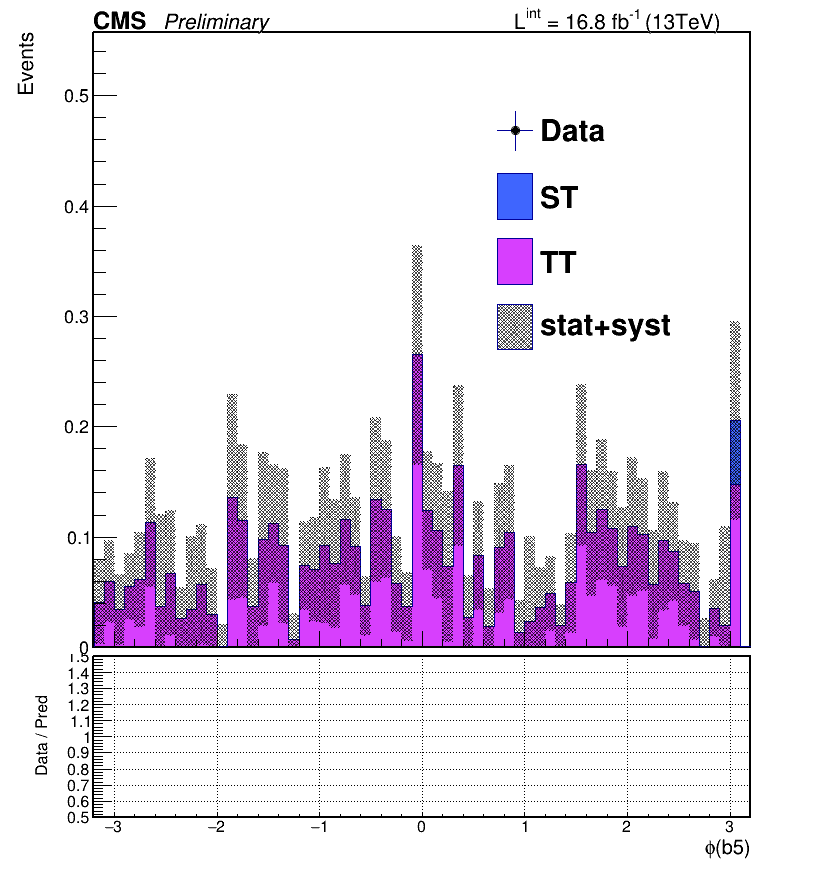 CMS Preliminary L^int = 16.8 fb^-1 (13TeV)
Events
0.5
0.4
0.3
0.2
0.1
0
Data
ST
TT
stat+syst
Data / Pred
1.5
1.4
1.3
1.2
1.1
1
0.9
0.8
0.7
0.6
0.5
−3 −2 −1 0 1 2 3
ϕ(b5)